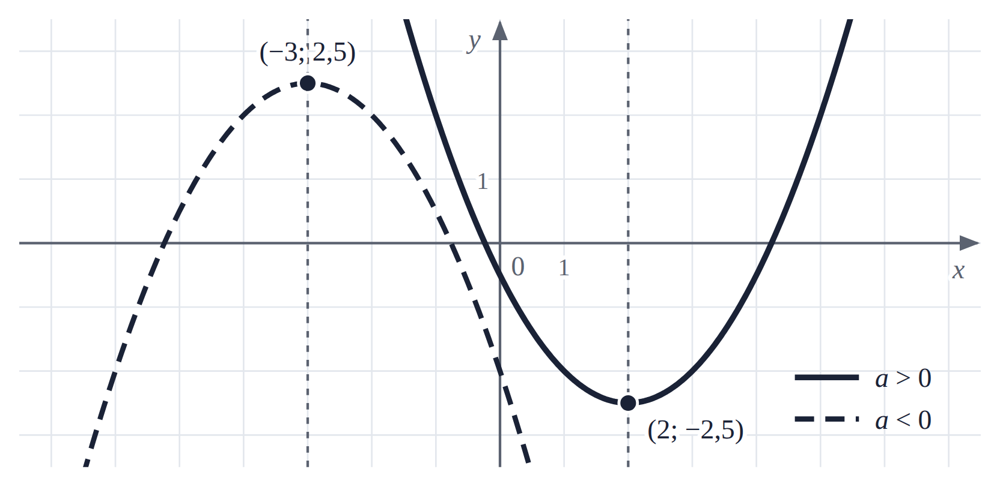 y
(−3; 2,5)
1
0
1
x
a > 0
a < 0
(2; −2,5)